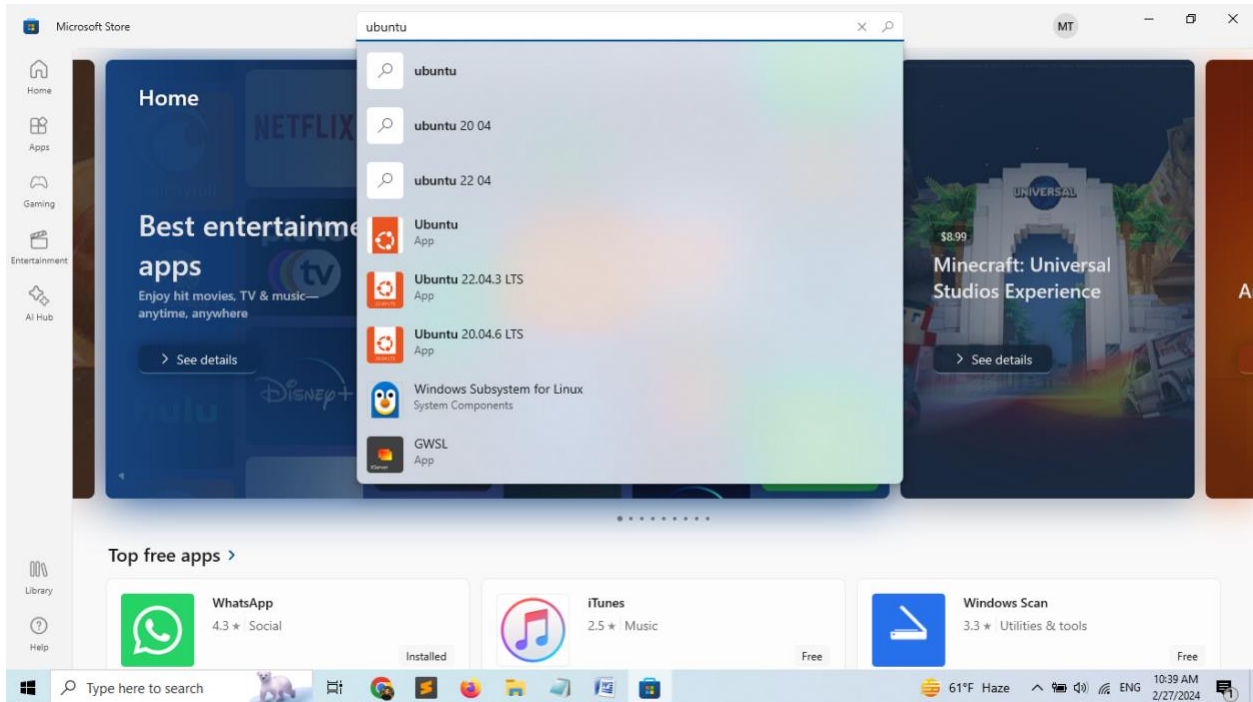 Microsoft Store
ubuntu
MT
Home
Apps
Gaming
Entertainment
AI Hub
Library
Help
Home
NETFLIX
Best entertainme
apps
Enjoy hit movies, TV & music—
anytime, anywhere
See details
tv
hulu
Disney+
ubuntu
ubuntu 20 04
ubuntu 22 04
Ubuntu
App
Ubuntu 22.04.3 LTS
App
Ubuntu 20.04.6 LTS
App
Windows Subsystem for Linux
System Components
GWSL
App
UNIVERSAL
$8.99
Minecraft: Universal
Studios Experience
See details
A
Top free apps
WhatsApp
4.3 ★ Social
Installed
iTunes
2.5 ★ Music
Free
Windows Scan
3.3 ★ Utilities & tools
Free
Type here to search
61°F Haze
ENG
10:39 AM
2/27/2024
1